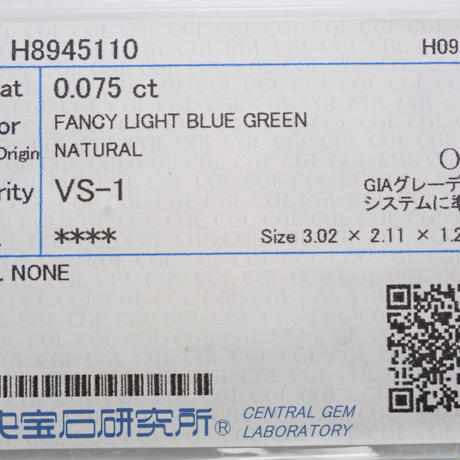 H8945110 H09
at 0.075 ct
or FANCY LIGHT BLUE GREEN
Origin NATURAL
rity VS-1
GIAグレーデ
システムに準
**** Size 3.02 × 2.11 × 1.2
. NONE
宝石研究所® CENTRAL GEM
LABORATORY